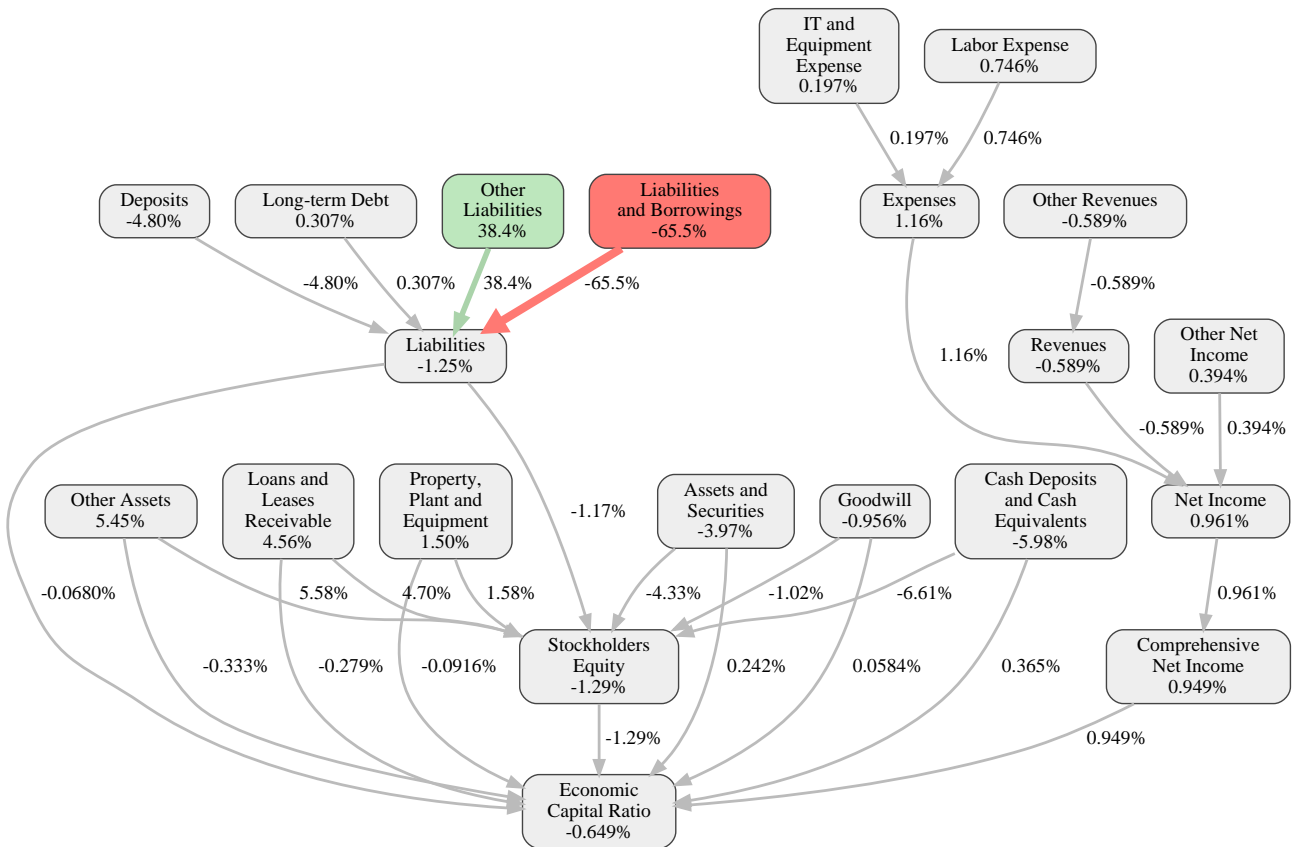 IT and
Equipment
Expense
0.197%
Labor Expense
0.746%
0.197%
0.746%
Deposits
-4.80%
Long-term Debt
0.307%
Other
Liabilities
38.4%
Liabilities
and Borrowings
-65.5%
Expenses
1.16%
Other Revenues
-0.589%
-4.80%
0.307%
38.4%
-65.5%
-0.589%
Liabilities
-1.25%
1.16%
Revenues
-0.589%
Other Net
Income
0.394%
-0.589%
0.394%
Other Assets
5.45%
Loans and
Leases
Receivable
4.56%
Property,
Plant and
Equipment
1.50%
-1.17%
Assets and
Securities
-3.97%
Goodwill
-0.956%
Cash Deposits
and Cash
Equivalents
-5.98%
Net Income
0.961%
-0.0680%
5.58%
4.70%
1.58%
-4.33%
-1.02%
-6.61%
0.961%
-0.333%
-0.279%
-0.0916%
Stockholders
Equity
-1.29%
0.242%
0.0584%
0.365%
Comprehensive
Net Income
0.949%
-1.29%
0.949%
Economic
Capital Ratio
-0.649%